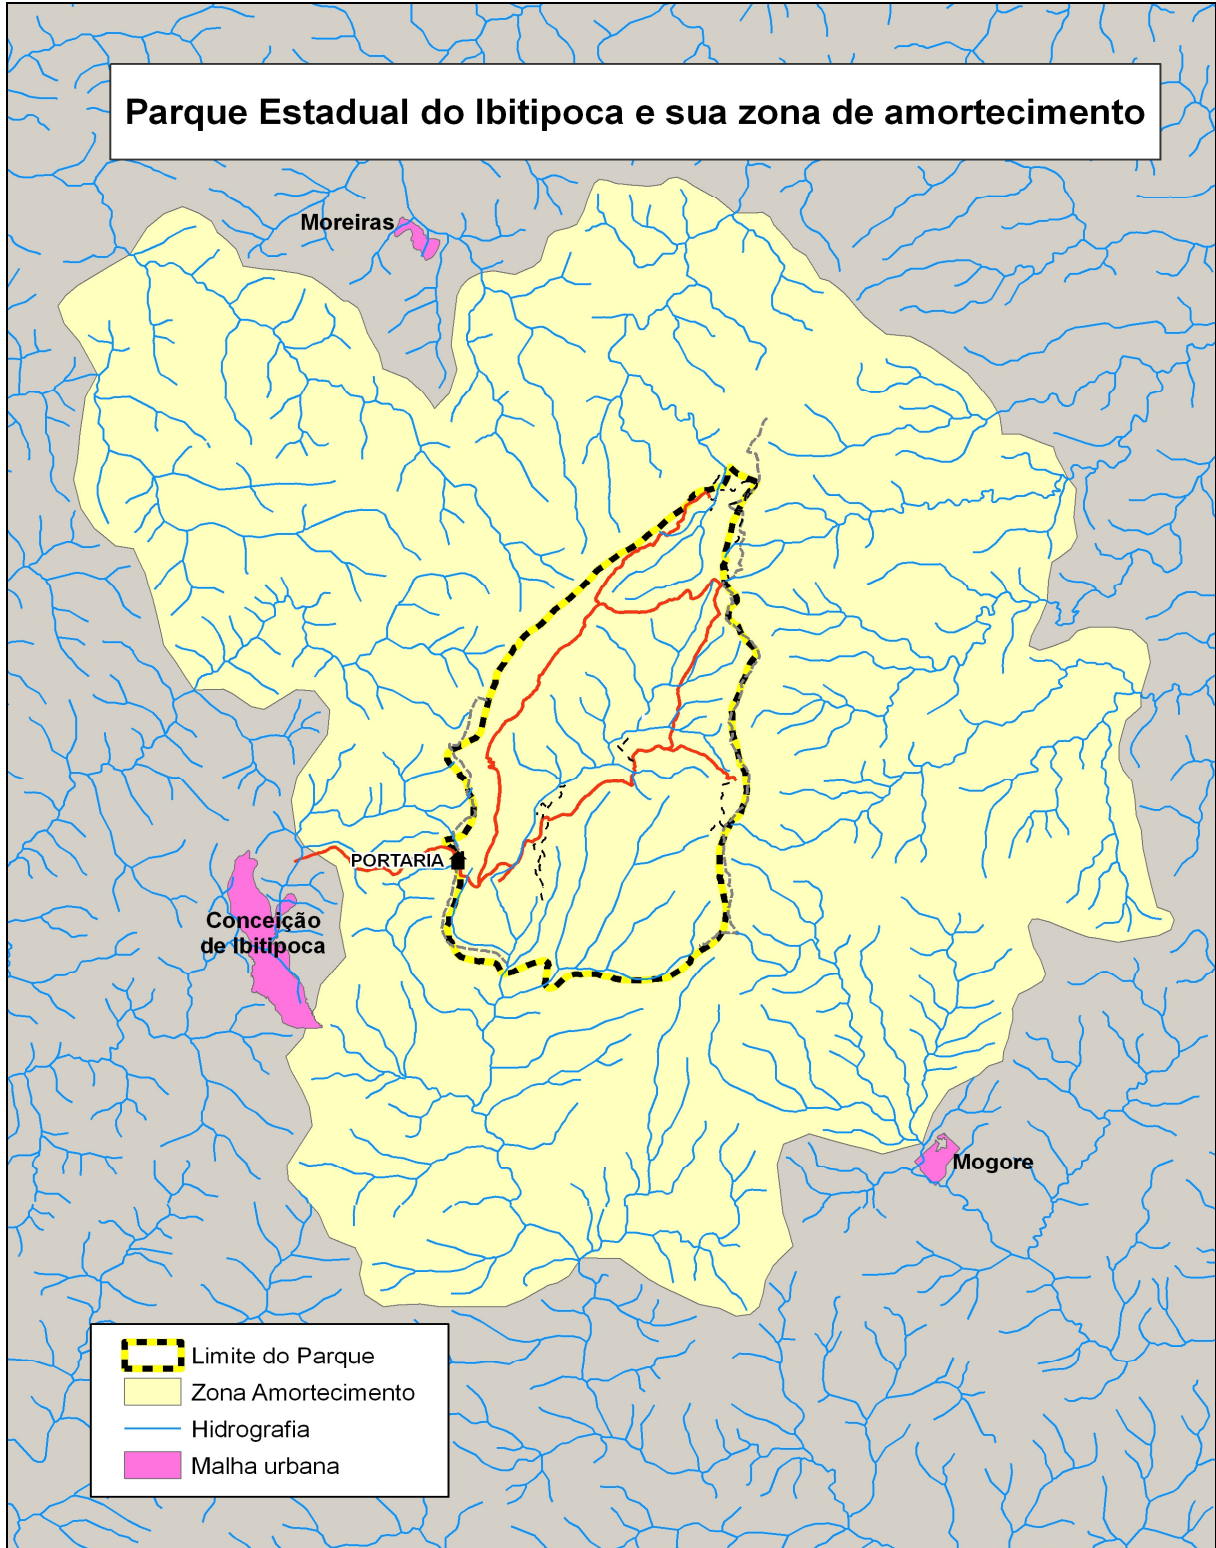 Parque Estadual do Ibitipoca e sua zona de amortecimento
Moreiras
PORTARIA
Conceição
de Ibitipoca
Mogore
Limite do Parque
Zona Amortecimento
Hidrografia
Malha urbana